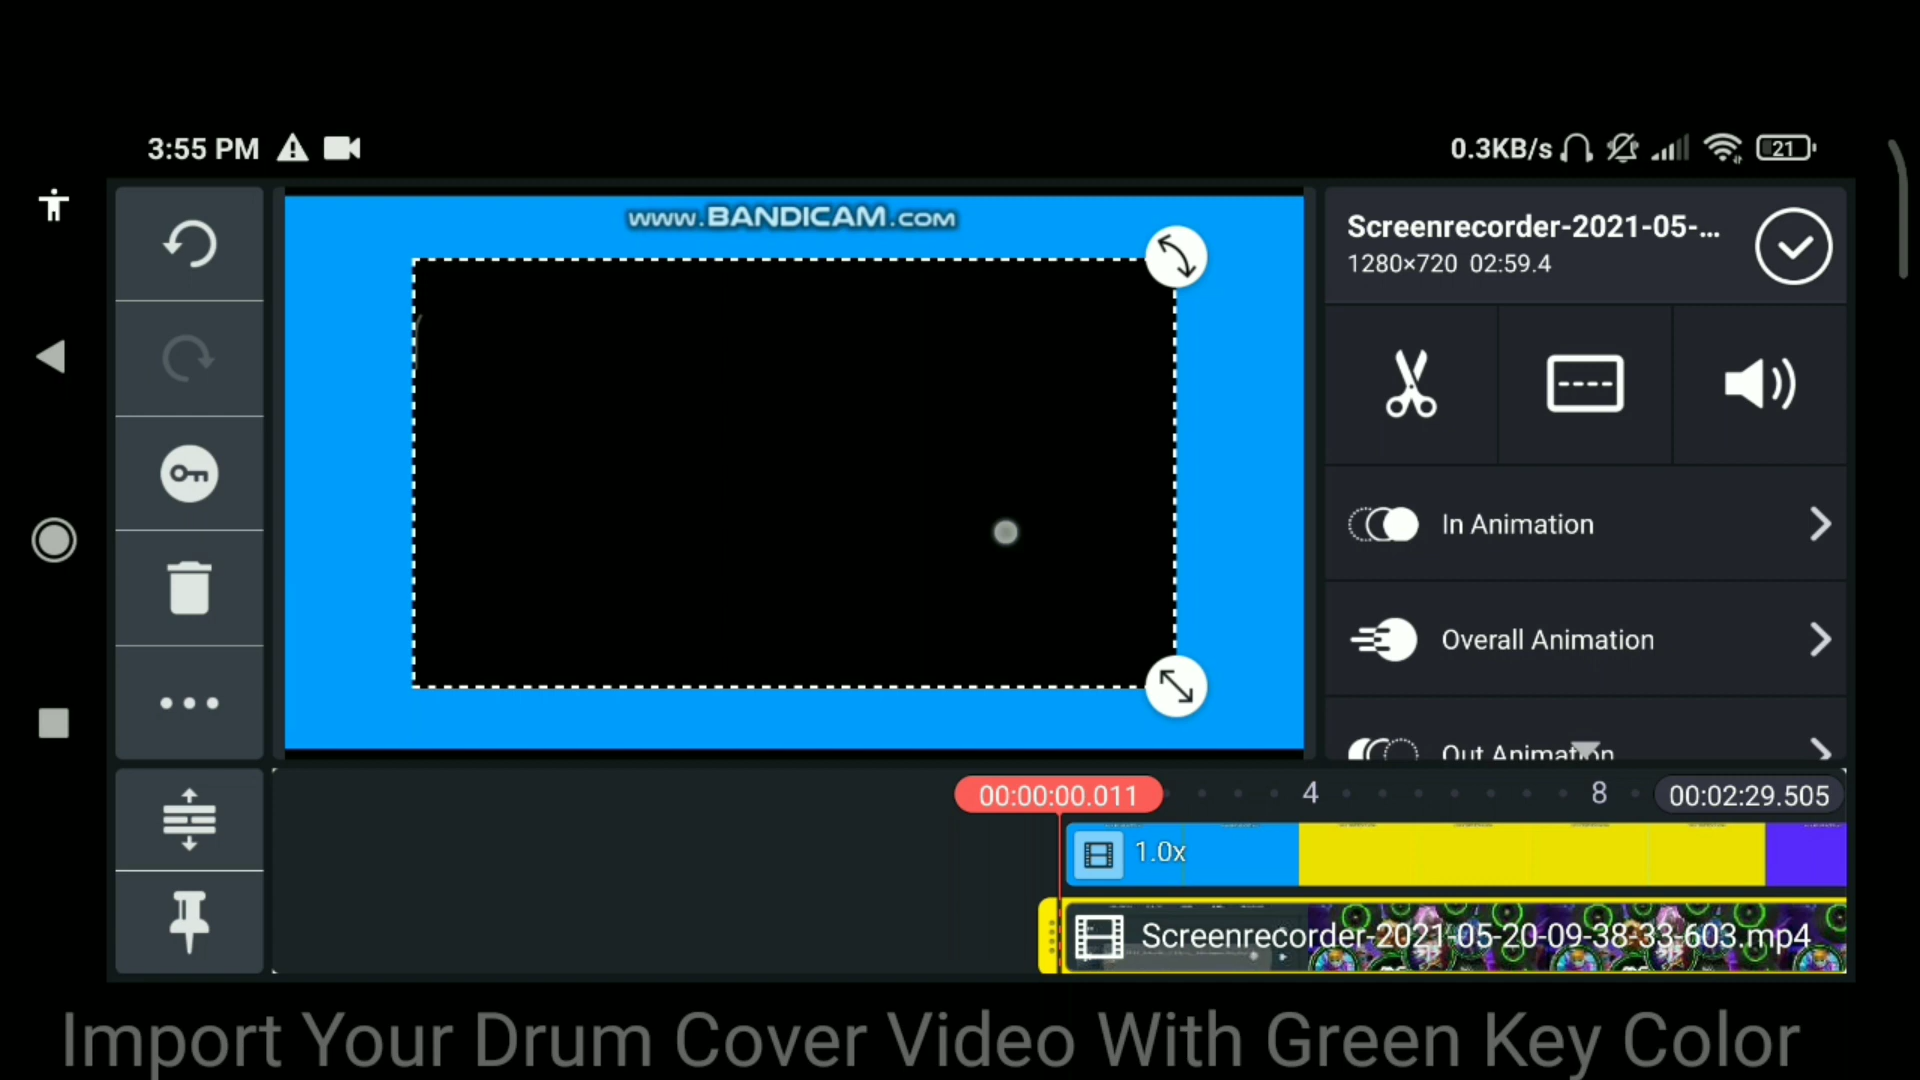 3:55 PM
0.3KB/s
21
www.BANDICAM.com
Screenrecorder-2021-05-...
1280×720 02:59.4
In Animation
Overall Animation
Out Animation
00:00:00.011
4
8
00:02:29.505
1.0x
Screenrecorder-2021-05-20-09-38-33-603.mp4
Import Your Drum Cover Video With Green Key Color